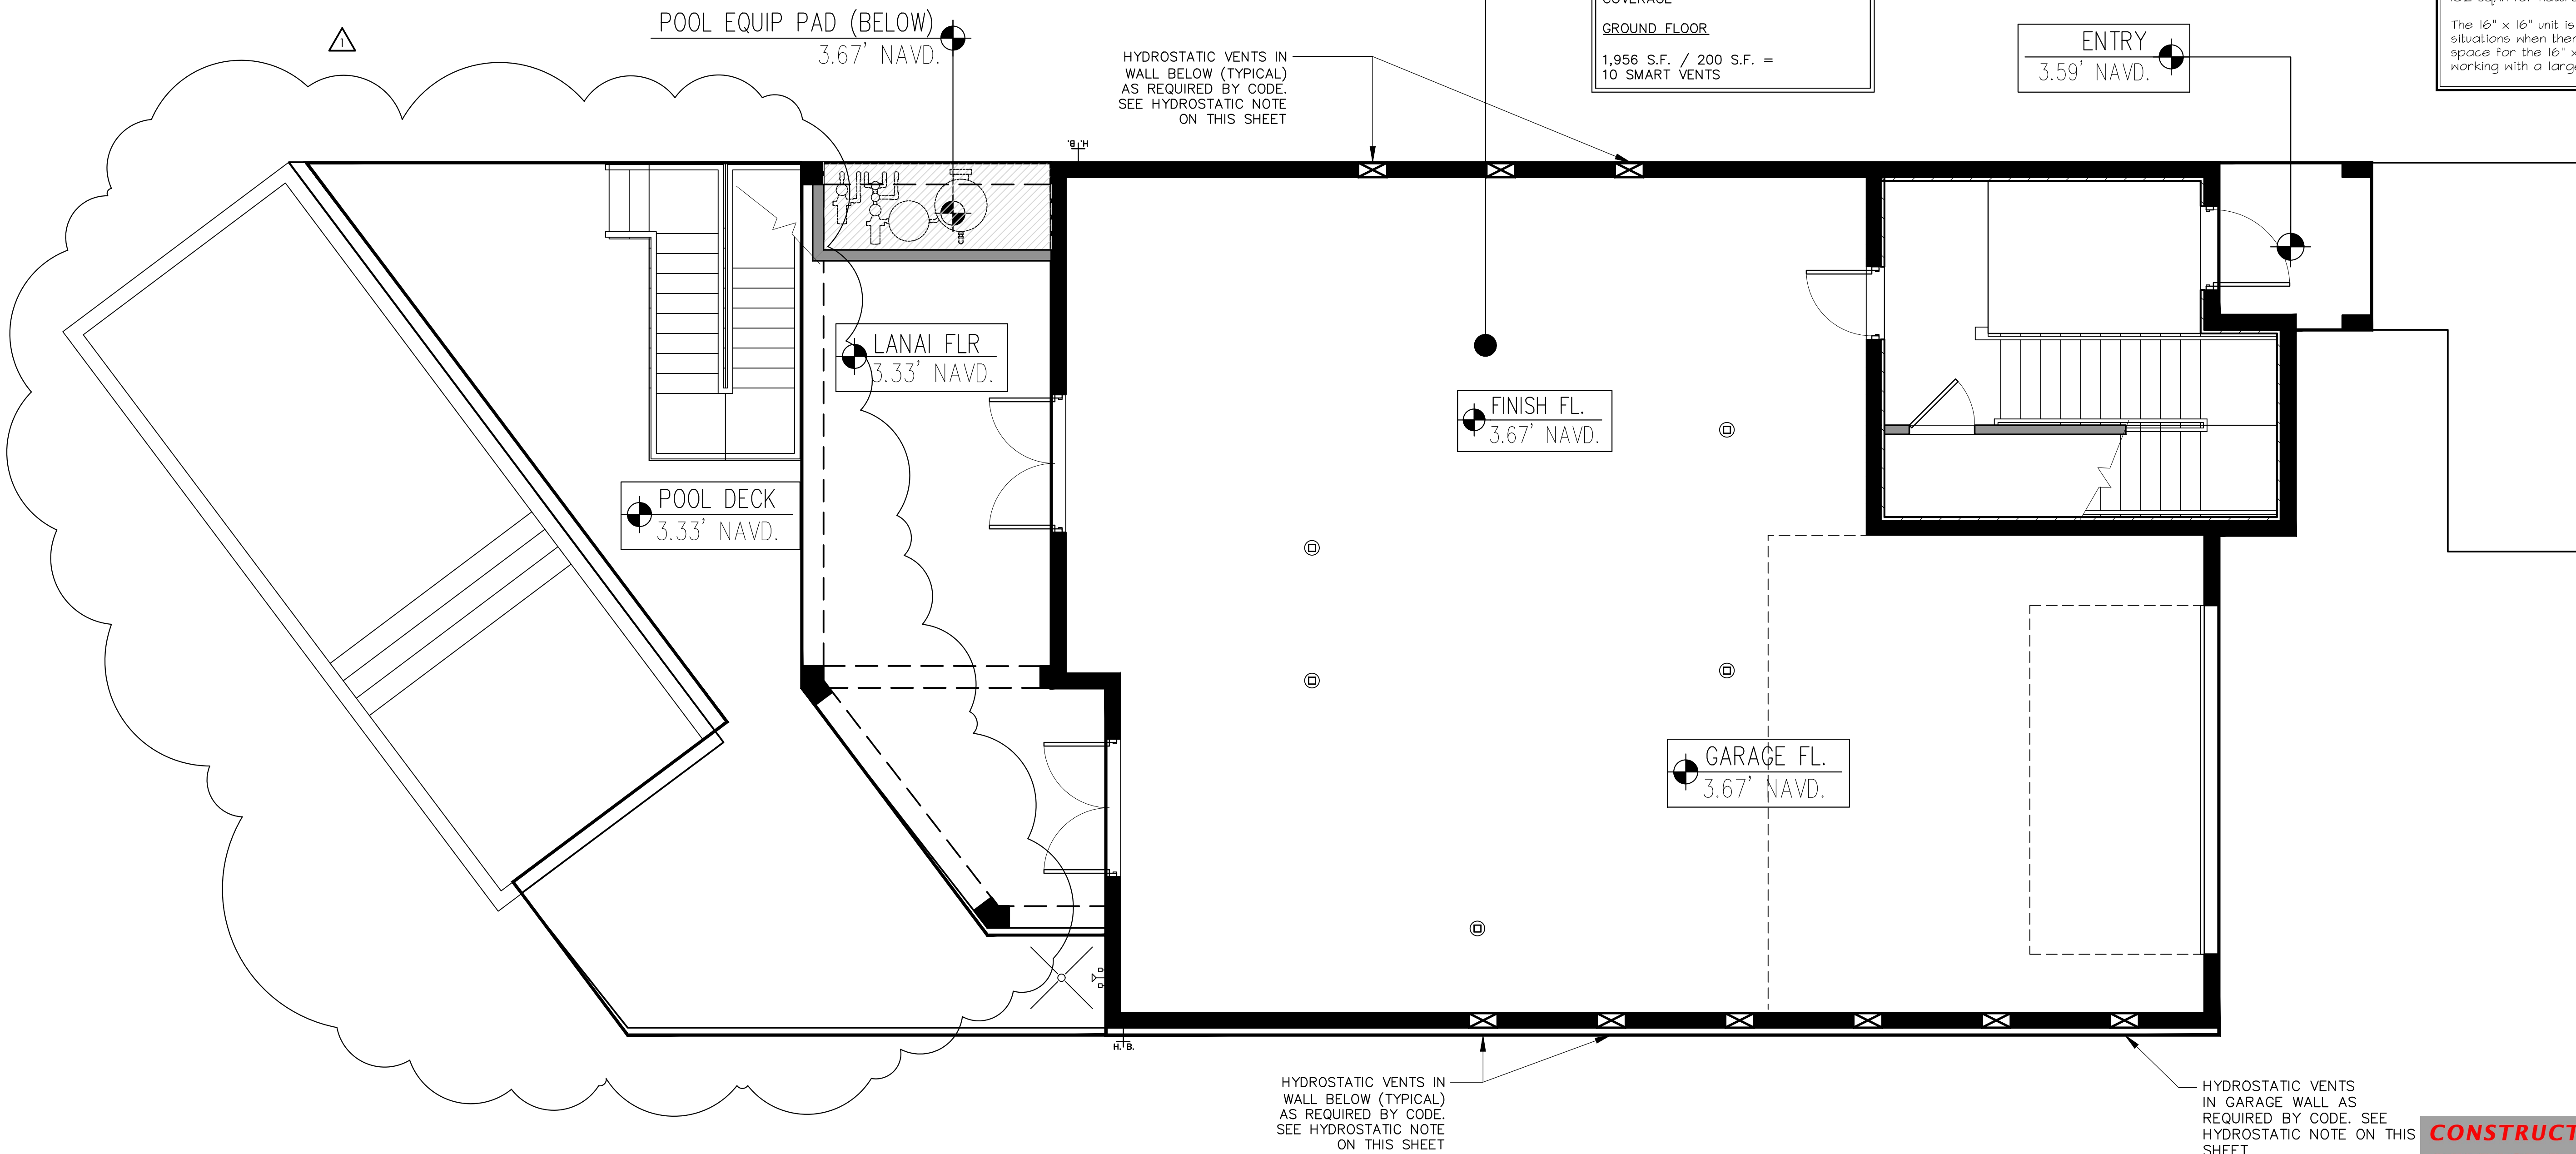 POOL EQUIP PAD (BELOW)
3.67' NAVD.
1
HYDROSTATIC VENTS IN
WALL BELOW (TYPICAL)
AS REQUIRED BY CODE.
SEE HYDROSTATIC NOTE
ON THIS SHEET
COVERAGE
GROUND FLOOR
1,956 S.F. / 200 S.F. =
10 SMART VENTS
ENTRY
3.59' NAVD.
The 16" x 16" unit is
situations when ther
space for the 16" x
working with a larg
H. B.
LANAI FLR
3.33' NAVD.
FINISH FL.
3.67' NAVD.
POOL DECK
3.33' NAVD.
GARAGE FL.
3.67' NAVD.
H. B.
HYDROSTATIC VENTS IN
WALL BELOW (TYPICAL)
AS REQUIRED BY CODE.
SEE HYDROSTATIC NOTE
ON THIS SHEET
HYDROSTATIC VENTS
IN GARAGE WALL AS
REQUIRED BY CODE. SEE
HYDROSTATIC NOTE ON THIS
SHEET
CONSTRUCT